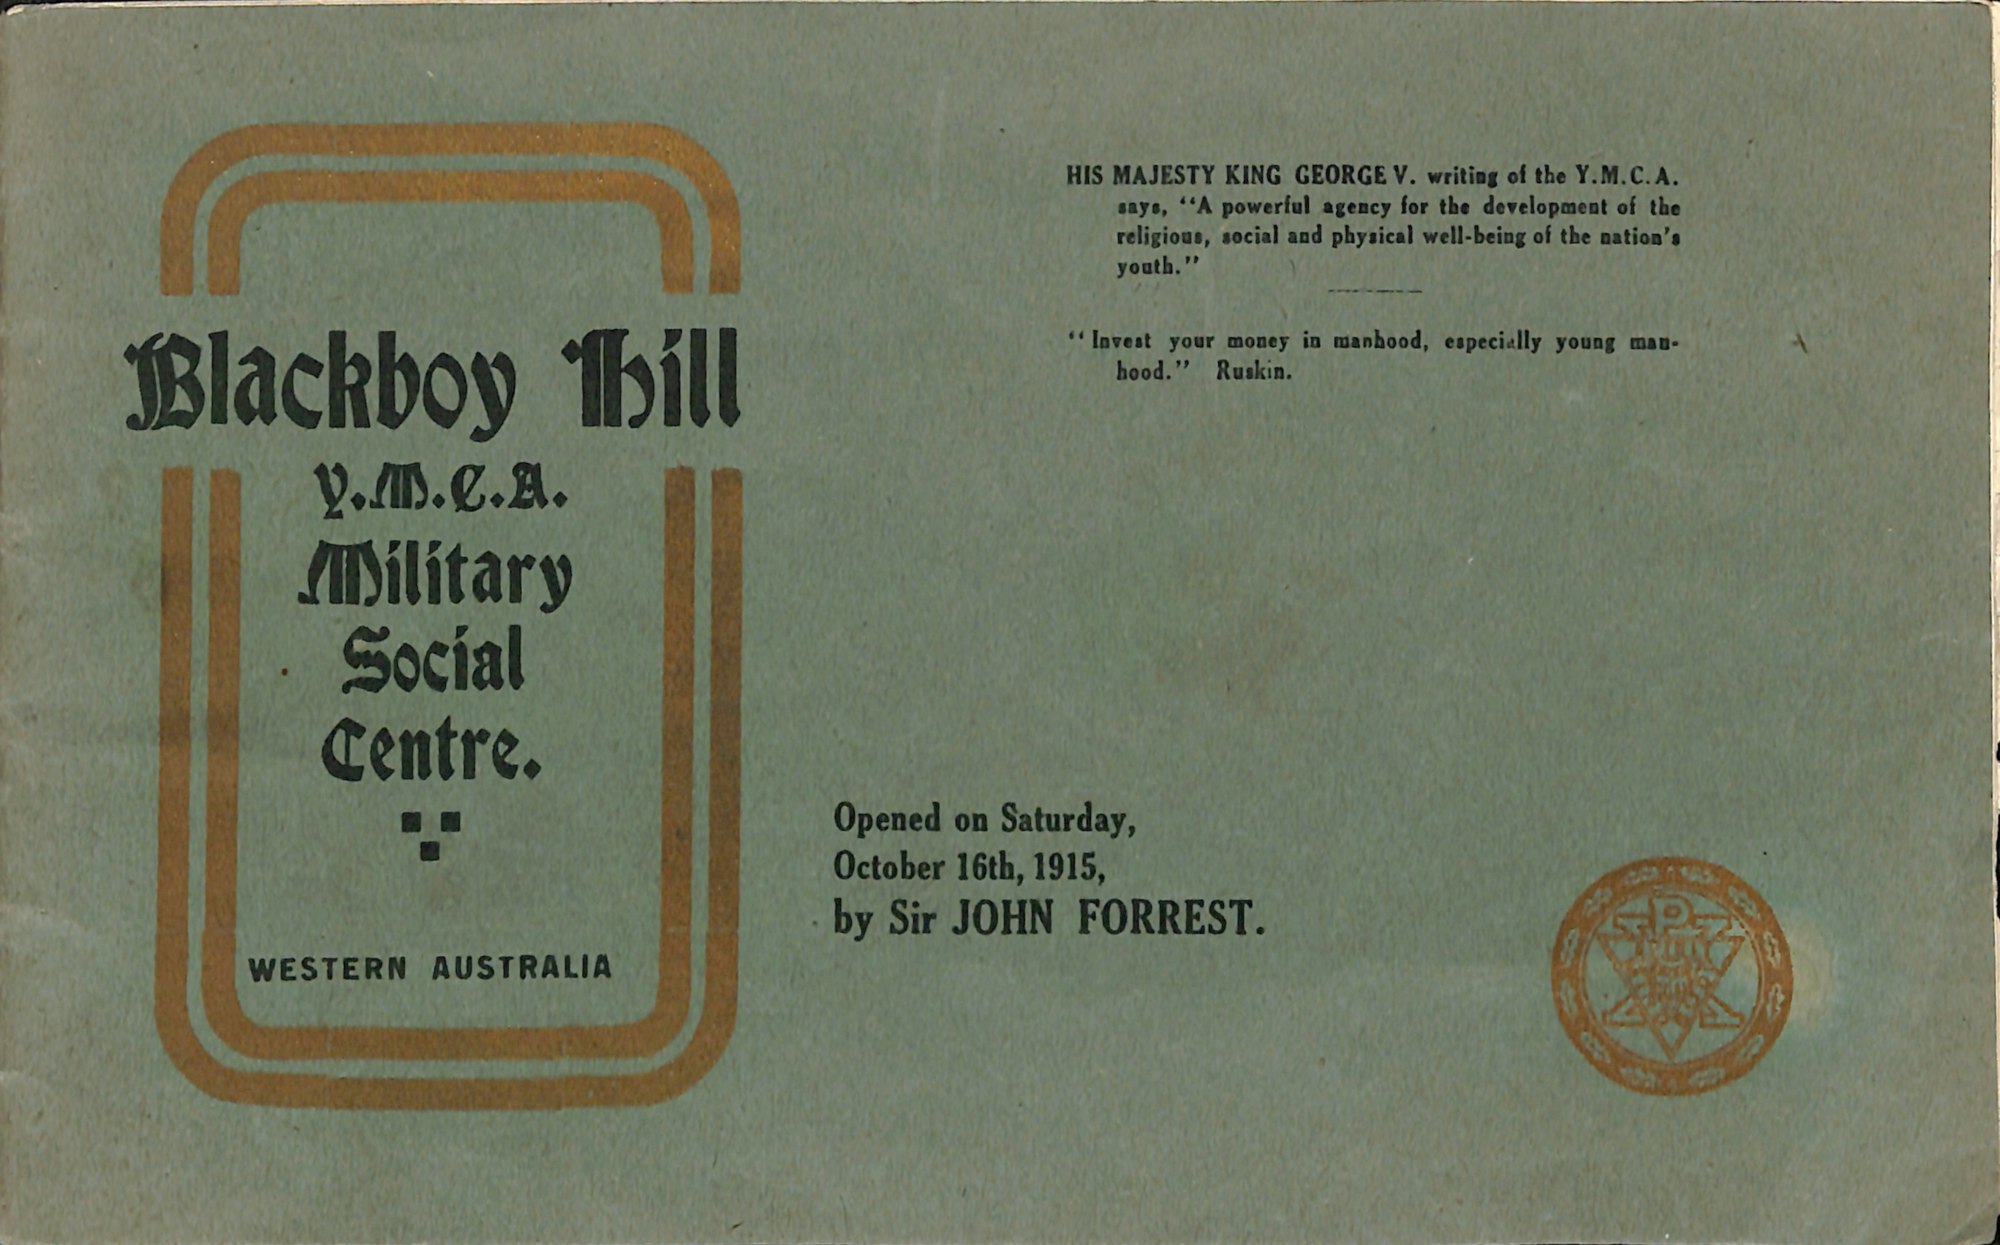 Blackboy Hill
Y.M.C.A.
Military
Social
Centre.
WESTERN AUSTRALIA
HIS MAJESTY KING GEORGE V. writing of the Y.M.C.A.
says, “A powerful agency for the development of the
religious, social and physical well-being of the nation’s
youth.”
“Invest your money in manhood, especially young man-
hood.” Ruskin.
Opened on Saturday,
October 16th, 1915,
by Sir JOHN FORREST.